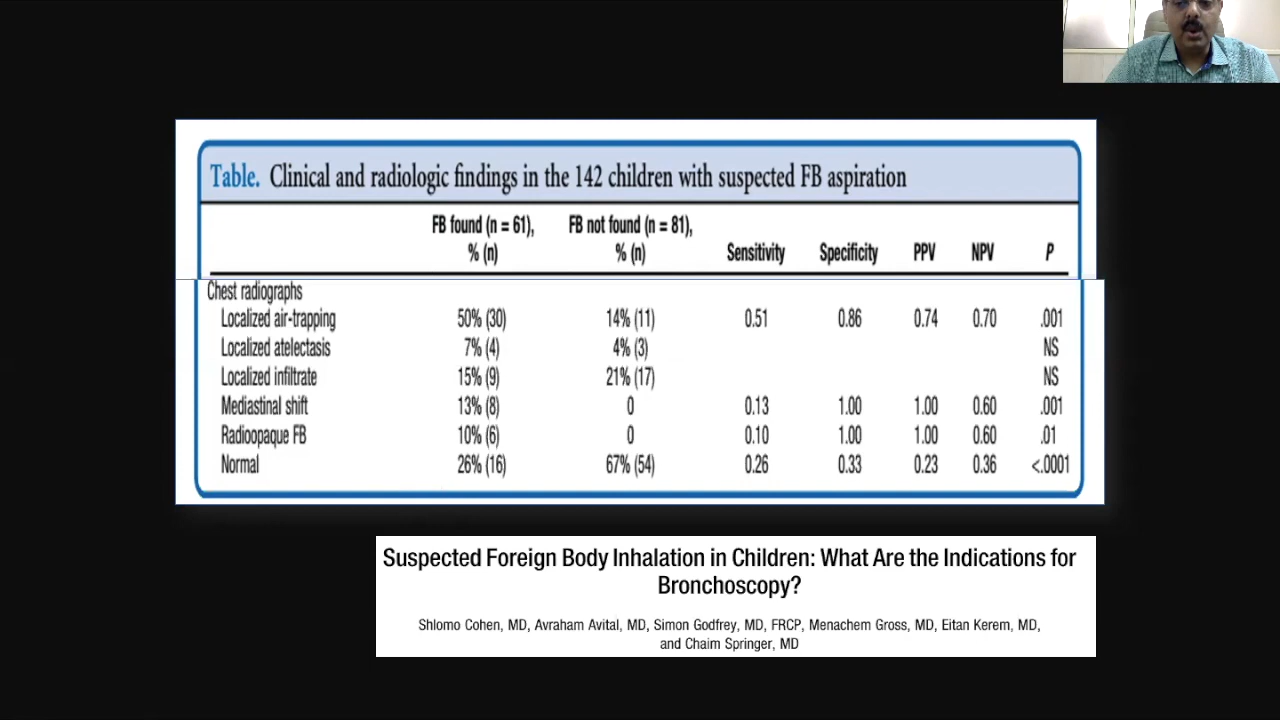 Table. Clinical and radiologic findings in the 142 children with suspected FB aspiration
FB found (n = 61), FB not found (n = 81),
% (n) % (n) Sensitivity Specificity PPV NPV P
Chest radiographs
Localized air-trapping 50% (30) 14% (11) 0.51 0.86 0.74 0.70 .001
Localized atelectasis 7% (4) 4% (3) NS
Localized infiltrate 15% (9) 21% (17) NS
Mediastinal shift 13% (8) 0 0.13 1.00 1.00 0.60 .001
Radioopaque FB 10% (6) 0 0.10 1.00 1.00 0.60 .01
Normal 26% (16) 67% (54) 0.26 0.33 0.23 0.36 <.0001
Suspected Foreign Body Inhalation in Children: What Are the Indications for
Bronchoscopy?
Shlomo Cohen, MD, Avraham Avital, MD, Simon Godfrey, MD, FRCP, Menachem Gross, MD, Eitan Kerem, MD,
and Chaim Springer, MD